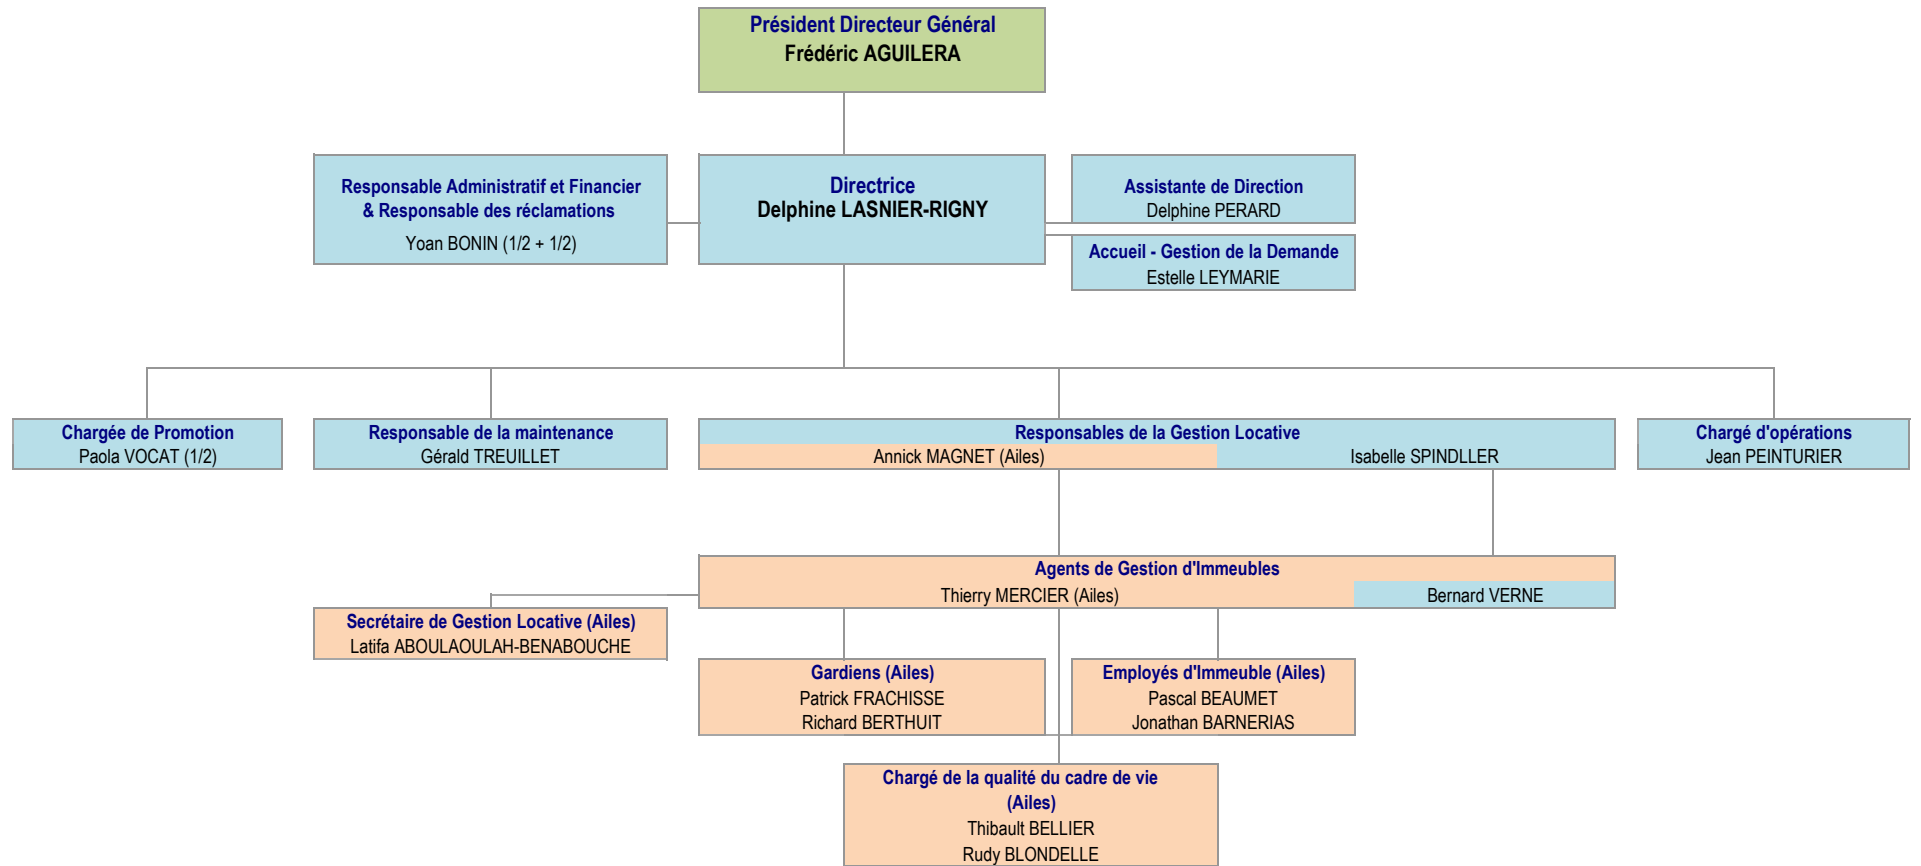 Président Directeur Général
Frédéric AGUILERA
Responsable Administratif et Financier
& Responsable des réclamations
Yoan BONIN (1/2 + 1/2)
Directrice
Delphine LASNIER-RIGNY
Assistante de Direction
Delphine PERARD
Accueil - Gestion de la Demande
Estelle LEYMARIE
Chargée de Promotion
Paola VOCAT (1/2)
Responsable de la maintenance
Gérald TREUILLET
Responsables de la Gestion Locative
Annick MAGNET (Ailes)
Isabelle SPINDLLER
Chargé d'opérations
Jean PEINTURIER
Agents de Gestion d'Immeubles
Thierry MERCIER (Ailes)
Bernard VERNE
Secrétaire de Gestion Locative (Ailes)
Latifa ABOULAOULAH-BENABOUCHE
Gardiens (Ailes)
Patrick FRACHISSE
Richard BERTHUIT
Employés d'Immeuble (Ailes)
Pascal BEAUMET
Jonathan BARNERIAS
Chargé de la qualité du cadre de vie
(Ailes)
Thibault BELLIER
Rudy BLONDELLE